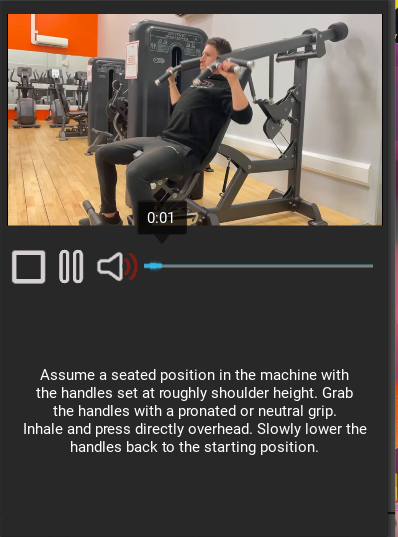 0:01
Assume a seated position in the machine with
the handles set at roughly shoulder height. Grab
the handles with a pronated or neutral grip.
Inhale and press directly overhead. Slowly lower the
handles back to the starting position.